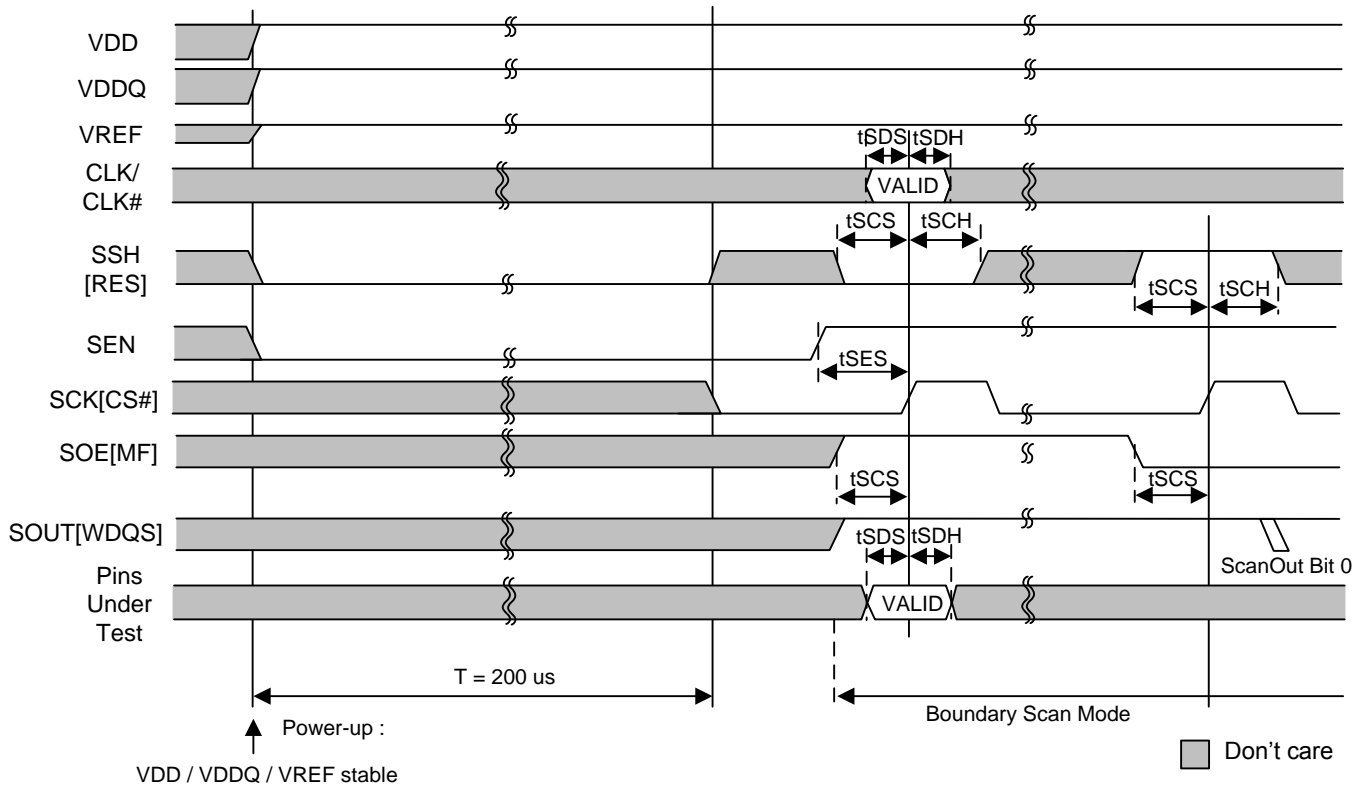 VDD
VDDQ
VREF
tSDS tSDH
CLK/
CLK#
VALID
tSCS tSCH
SSH
[RES]
tSCS tSCH
SEN
tSES
SCK[CS#]
SOE[MF]
tSCS tSCS
SOUT[WDQS]
tSDS tSDH
ScanOut Bit 0
Pins
Under
Test
VALID
T = 200 us
Boundary Scan Mode
Power-up :
Don't care
VDD / VDDQ / VREF stable